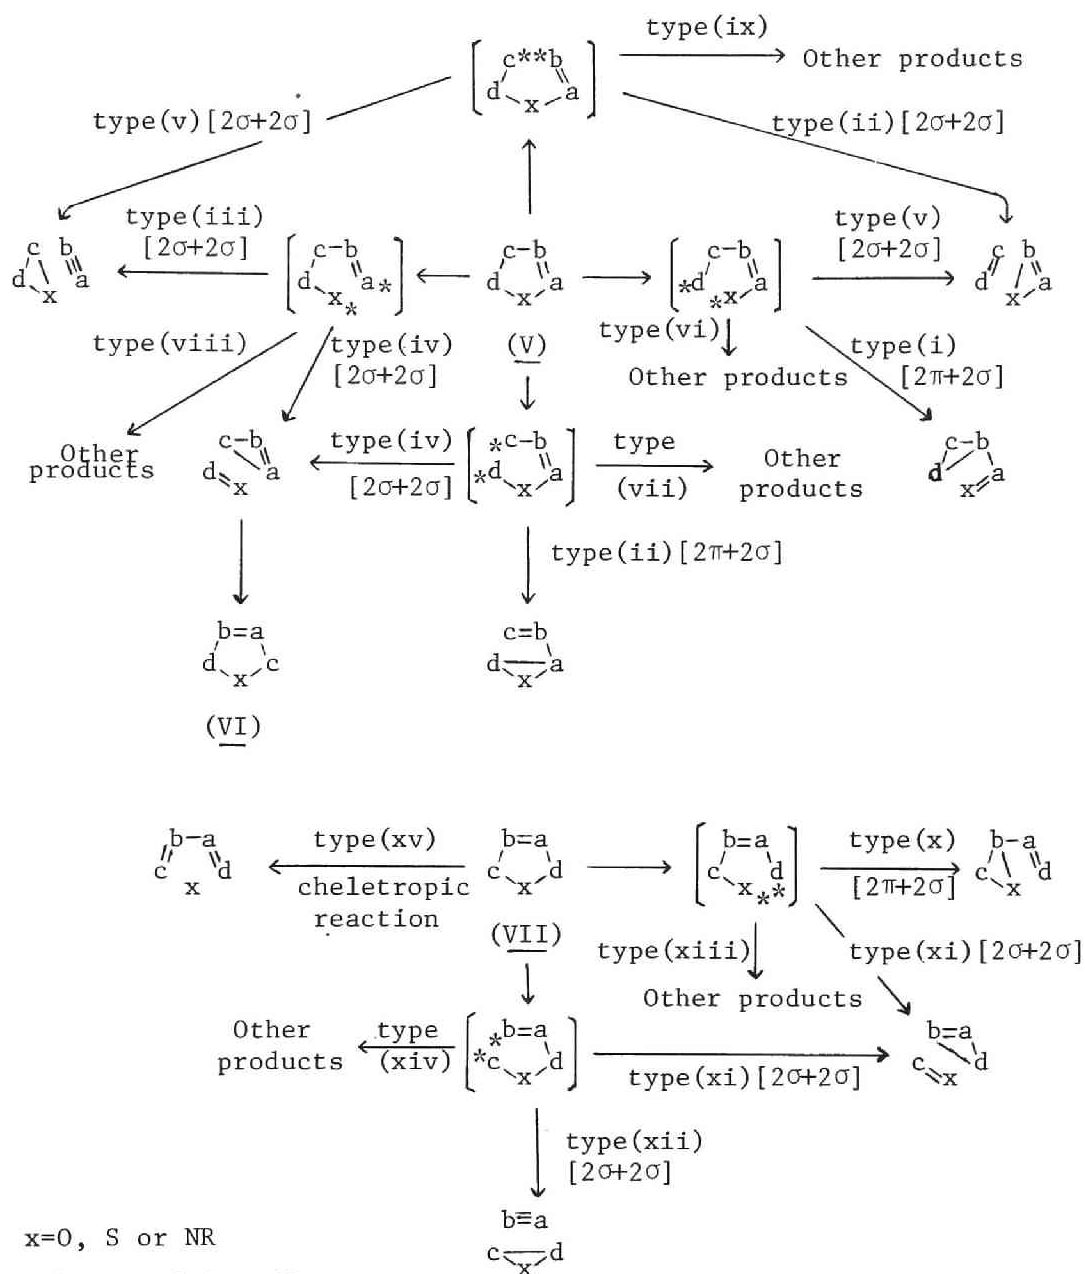 type(ix)
c**b
d x a
Other products
type(v)[2σ+2σ]
type(ii)[2σ+2σ]
type(iii)
[2σ+2σ]
type(v)
[2σ+2σ]
c b
d x a
c-b
d x* a*
c-b
d x a
c-b
*d *x a
c b
d x a
type(viii)
type(iv)
[2σ+2σ]
(V)
type(vi)
Other products
type(i)
[2π+2σ]
Other
products
c-b
d=x a
type(iv)
[2σ+2σ]
*c-b
*d x a
type
(vii)
Other
products
c-b
d x=a
type(ii)[2π+2σ]
b=a
d x c
(VI)
c=b
d x a
b-a
c x d
type(xv)
cheletropic
reaction
b=a
c x d
(VII)
b=a
c x** d
type(x)
[2π+2σ]
b-a
c x d
type(xiii)
Other products
type(xi)[2σ+2σ]
Other
products
type
(xiv)
*b=a
*c x d
type(xi)[2σ+2σ]
b=a
c=x d
type(xii)
[2σ+2σ]
b≡a
c x d
x=O, S or NR